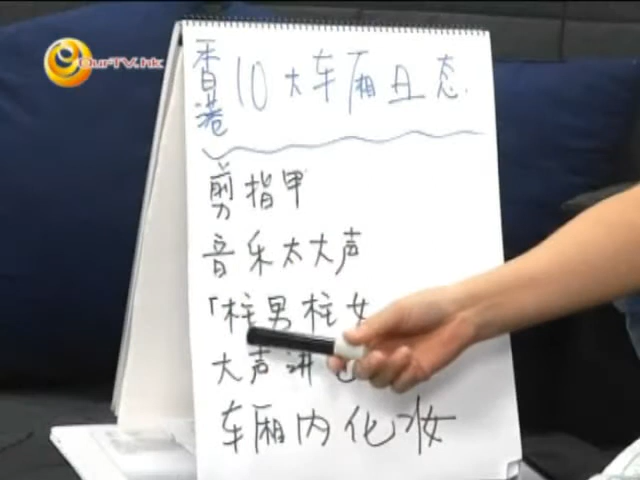 OurTV.hk
香港 10大车厢丑态
剪指甲
音乐太大声
「柱男柱女
大声讲
车厢内化妆